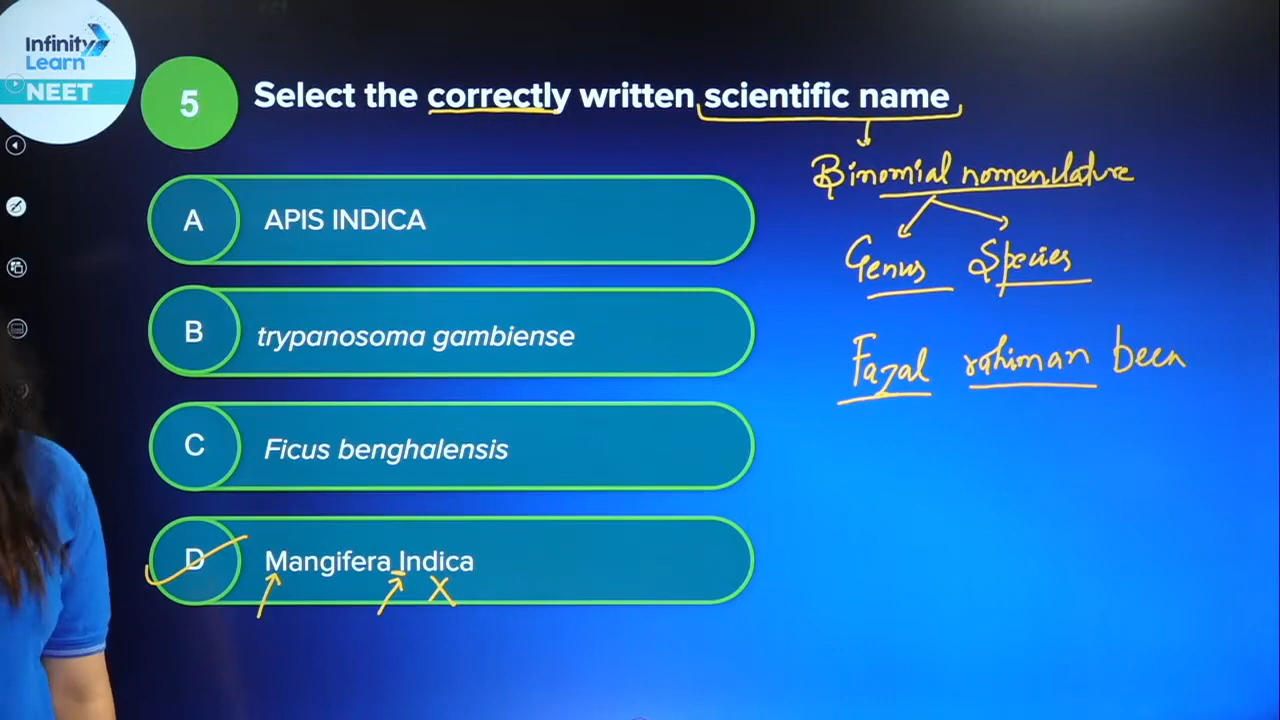 Infinity
Learn
NEET
5
Select the correctly written scientific name
Binomial nomenclature
Genus Species
A
APIS INDICA
B
trypanosoma gambiense
Fazal rahiman been
C
Ficus benghalensis
D
Mangifera Indica
X